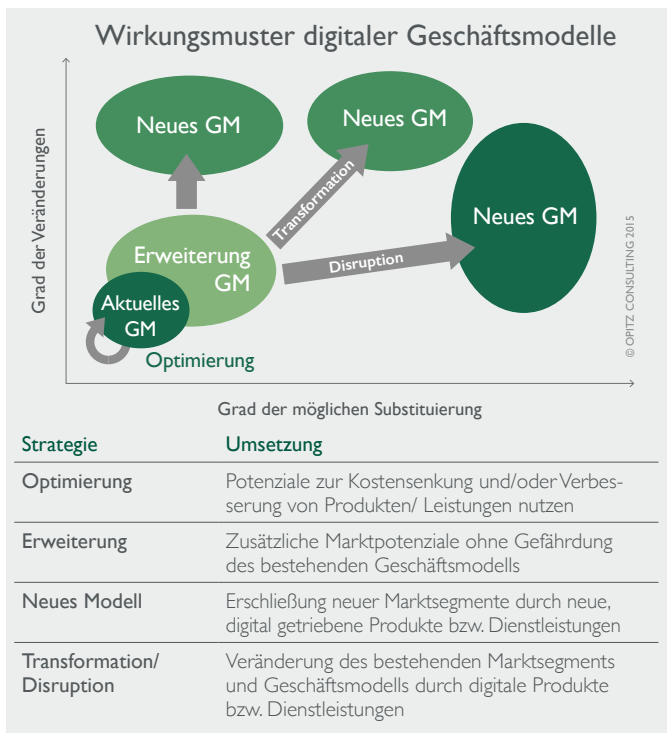 Wirkungsmuster digitaler Geschäftsmodelle
Grad der Veränderungen
Neues GM
Neues GM
Neues GM
Transformation
Disruption
Erweiterung
GM
Aktuelles
GM
Optimierung
© OPITZ CONSULTING 2015
Grad der möglichen Substituierung
Strategie Umsetzung
Optimierung Potenziale zur Kostensenkung und/oder Verbes-
serung von Produkten/ Leistungen nutzen
Erweiterung Zusätzliche Marktpotenziale ohne Gefährdung
des bestehenden Geschäftsmodells
Neues Modell Erschließung neuer Marktsegmente durch neue,
digital getriebene Produkte bzw. Dienstleistungen
Transformation/ Veränderung des bestehenden Marktsegments
Disruption und Geschäftsmodells durch digitale Produkte
bzw. Dienstleistungen